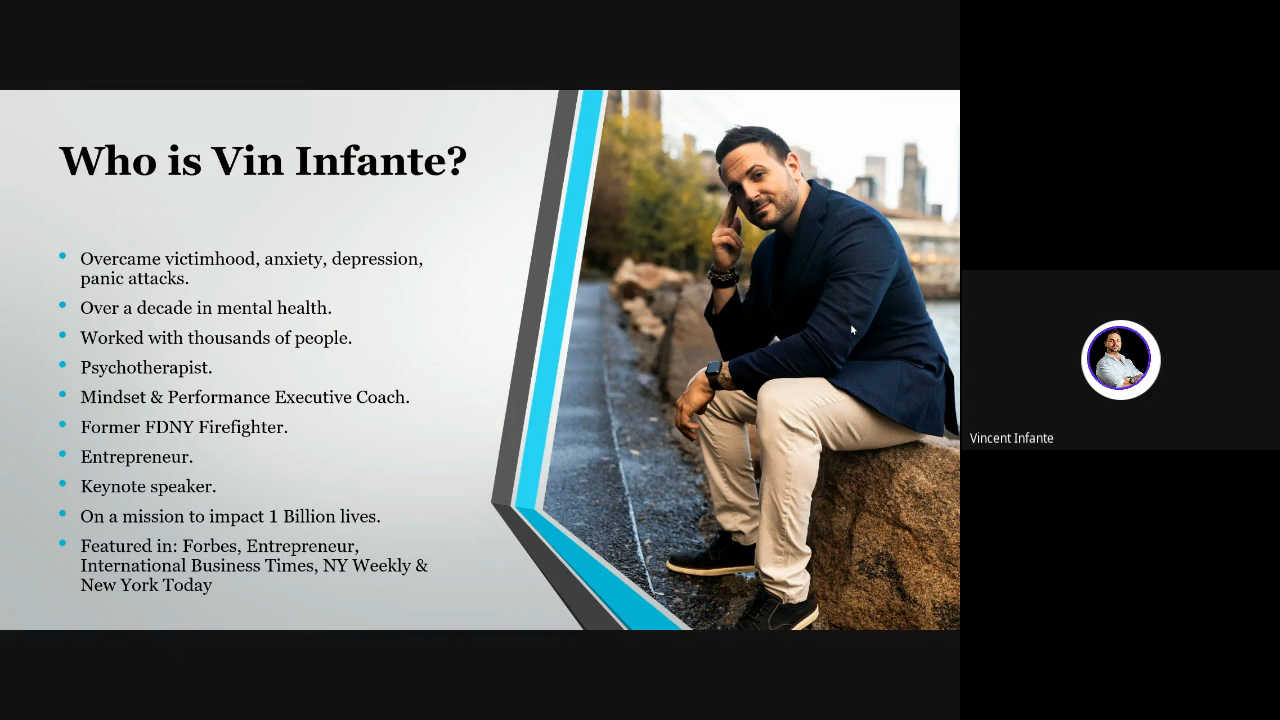 Who is Vin Infante?
Overcame victimhood, anxiety, depression,
panic attacks.
Over a decade in mental health.
Worked with thousands of people.
Psychotherapist.
Mindset & Performance Executive Coach.
Former FDNY Firefighter.
Entrepreneur.
Keynote speaker.
On a mission to impact 1 Billion lives.
Featured in: Forbes, Entrepreneur,
International Business Times, NY Weekly &
New York Today
Vincent Infante